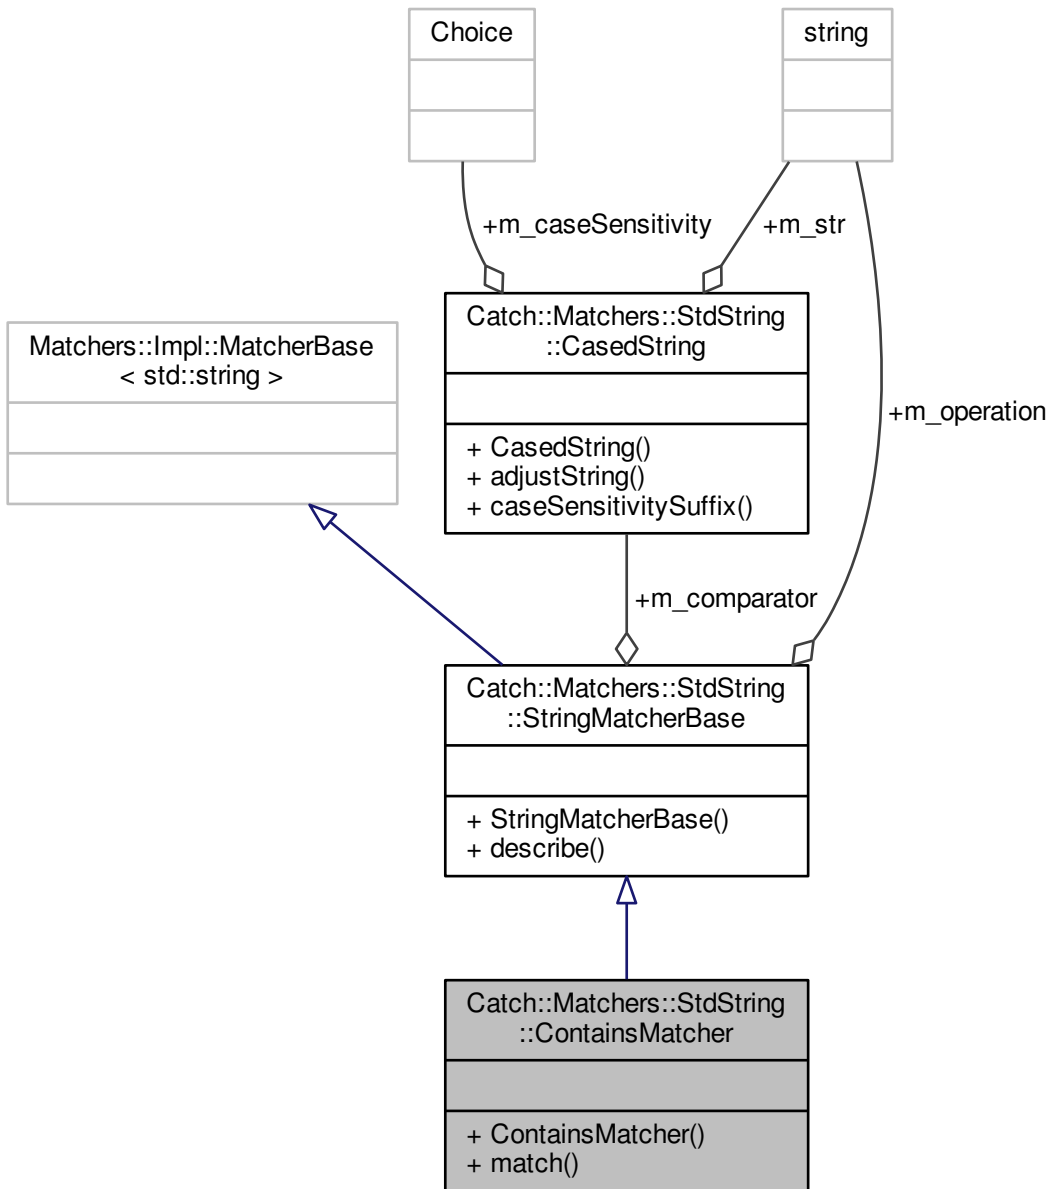 Choice
string
+m_caseSensitivity
+m_str
Catch::Matchers::StdString
::CasedString
+ CasedString()
+ adjustString()
+ caseSensitivitySuffix()
Matchers::Impl::MatcherBase
< std::string >
+m_operation
+m_comparator
Catch::Matchers::StdString
::StringMatcherBase
+ StringMatcherBase()
+ describe()
Catch::Matchers::StdString
::ContainsMatcher
+ ContainsMatcher()
+ match()